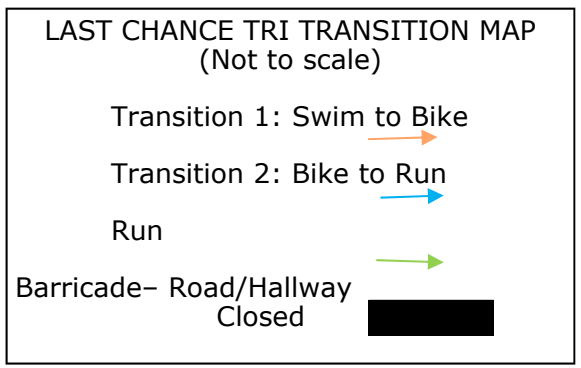 LAST CHANCE TRI TRANSITION MAP
(Not to scale)
Transition 1: Swim to Bike
Transition 2: Bike to Run
Run
Barricade– Road/Hallway
Closed